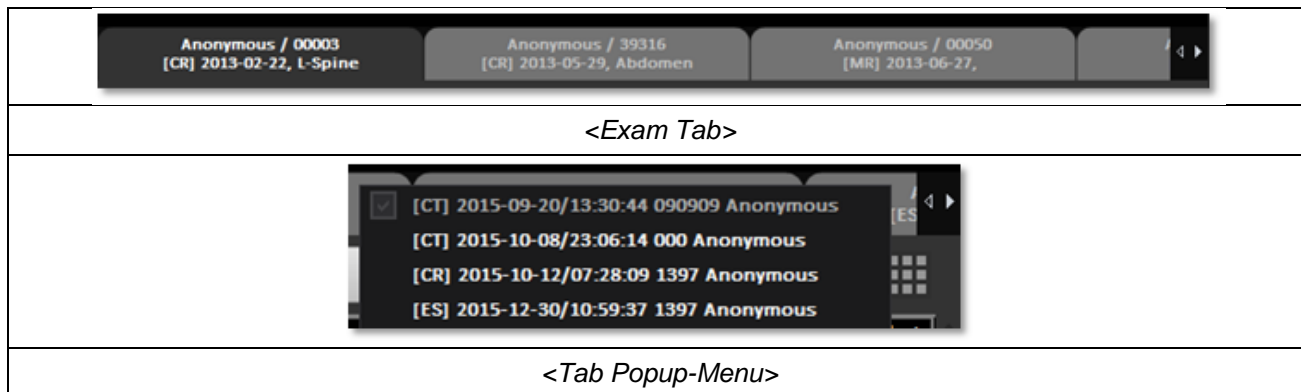 Anonymous / 00003
[CR] 2013-02-22, L-Spine
Anonymous / 39316
[CR] 2013-05-29, Abdomen
Anonymous / 00050
[MR] 2013-06-27,
<Exam Tab>
[CT] 2015-09-20/13:30:44 090909 Anonymous
[CT] 2015-10-08/23:06:14 000 Anonymous
[CR] 2015-10-12/07:28:09 1397 Anonymous
[ES] 2015-12-30/10:59:37 1397 Anonymous
[ES
<Tab Popup-Menu>